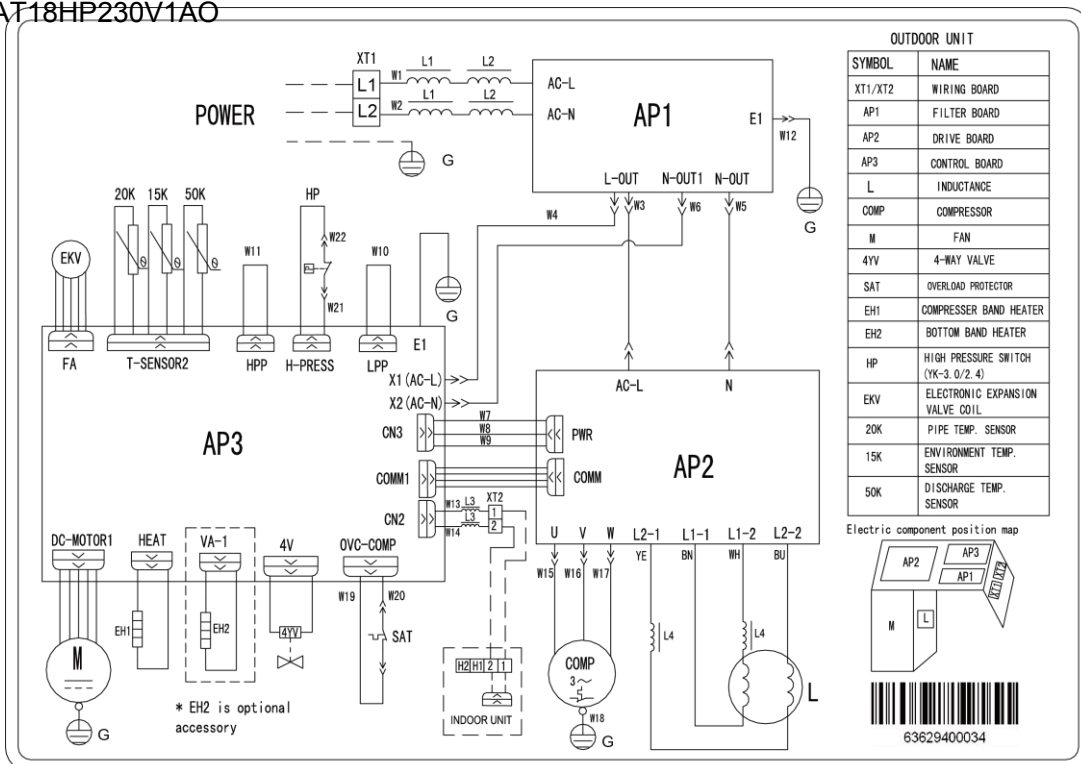 AT18HP230V1AO
OUTDOOR UNIT
SYMBOL NAME
XT1/XT2 WIRING BOARD
AP1 FILTER BOARD
AP2 DRIVE BOARD
AP3 CONTROL BOARD
L INDUCTANCE
COMP COMPRESSOR
M FAN
4YV 4-WAY VALVE
SAT OVERLOAD PROTECTOR
EH1 COMPRESSER BAND HEATER
EH2 BOTTOM BAND HEATER
HP HIGH PRESSURE SWITCH
(YK-3.0/2.4)
EKV ELECTRONIC EXPANSION
VALVE COIL
20K PIPE TEMP. SENSOR
15K ENVIRONMENT TEMP.
SENSOR
50K DISCHARGE TEMP.
SENSOR
Electric component position map
AP2 AP3
AP1
XT1 XT2
M L
63629400034
POWER
XT1
L1 L2
L1 W1
L1 L2
L2 W2
G
AC-L
AC-N
AP1
E1
W12
G
L-OUT N-OUT1 N-OUT
W4 W3 W6 W5
20K 15K 50K
θ θ θ
EKV
W11
HP
P
W22
W21
W10
G
FA T-SENSOR2 HPP H-PRESS LPP E1
X1(AC-L)
X2(AC-N)
AP3
CN3
W7
W8
W9
PWR
COMM1 COMM
CN2
W13 L3 XT2
1
W14 L3 2
AC-L N
AP2
U V W L2-1 L1-1 L1-2 L2-2
YE BN WH BU
W15 W16 W17
L4 L4
L
COMP
3~
W18
G
DC-MOTOR1 HEAT VA-1 4V OVC-COMP
W19 W20
EH1 EH2 4YV SAT
M
G
* EH2 is optional
accessory
H2 H1 2 1
INDOOR UNIT